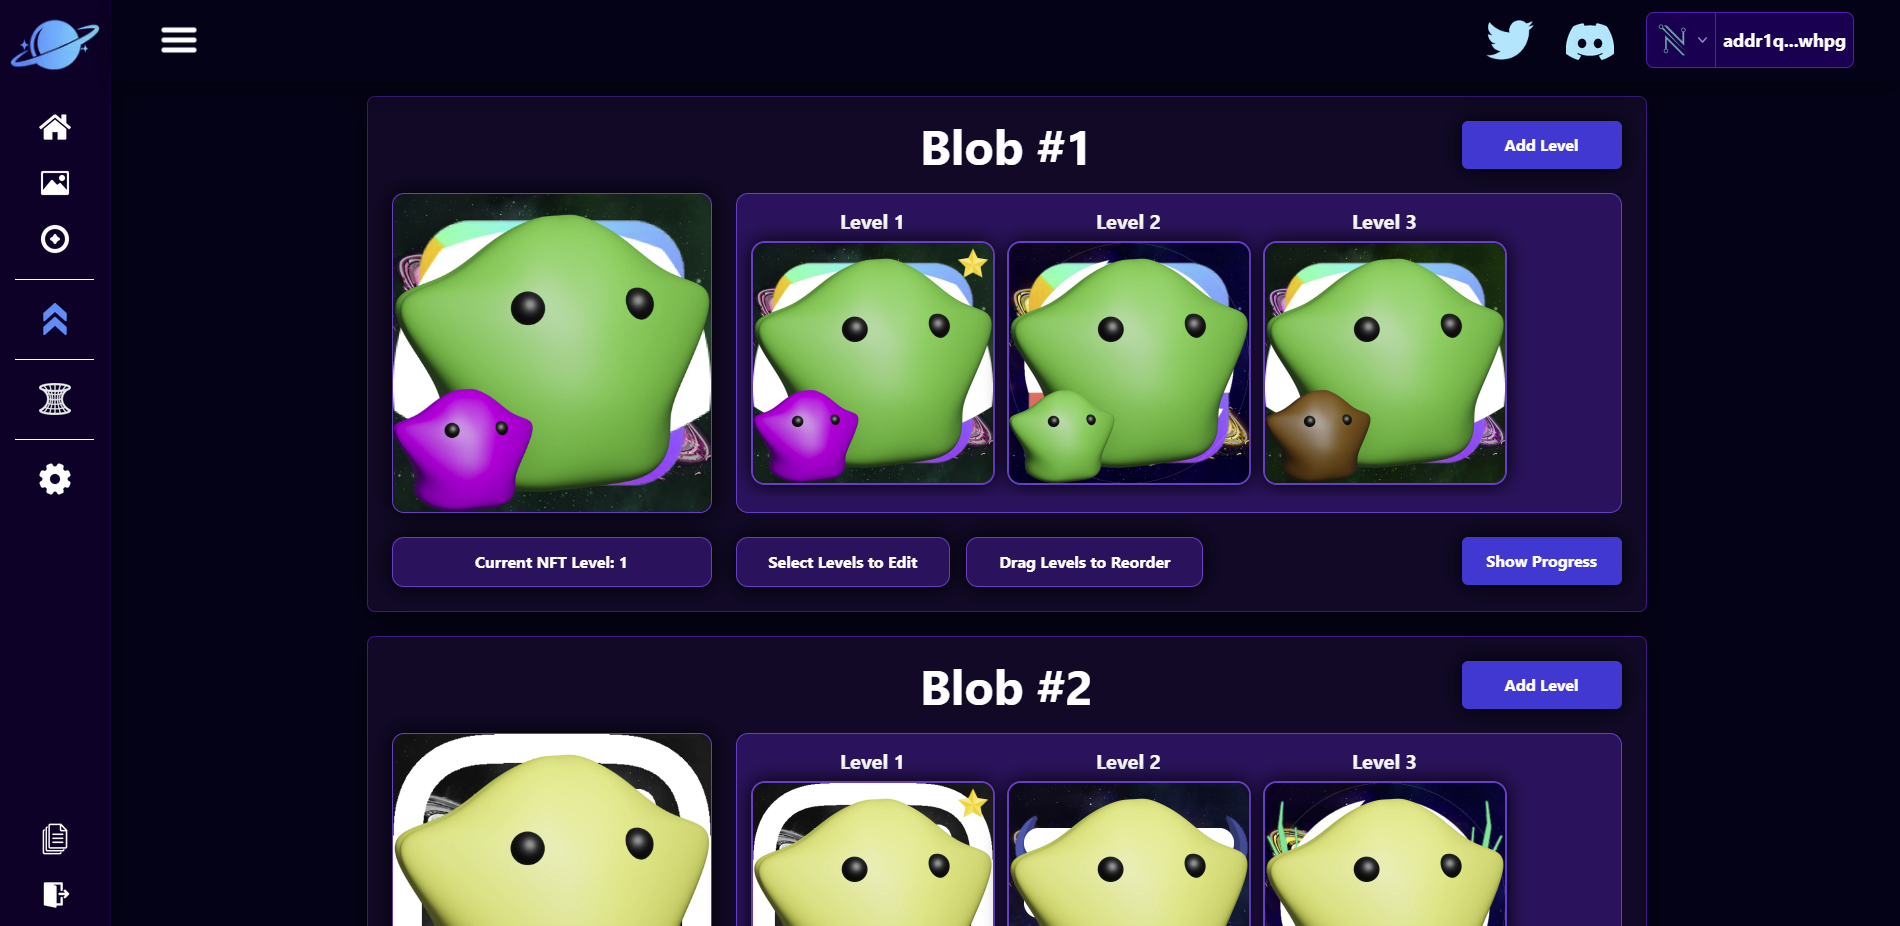 addr1q...whpg
Blob #1
Add Level
Level 1
Level 2
Level 3
Current NFT Level: 1
Select Levels to Edit
Drag Levels to Reorder
Show Progress
Blob #2
Add Level
Level 1
Level 2
Level 3